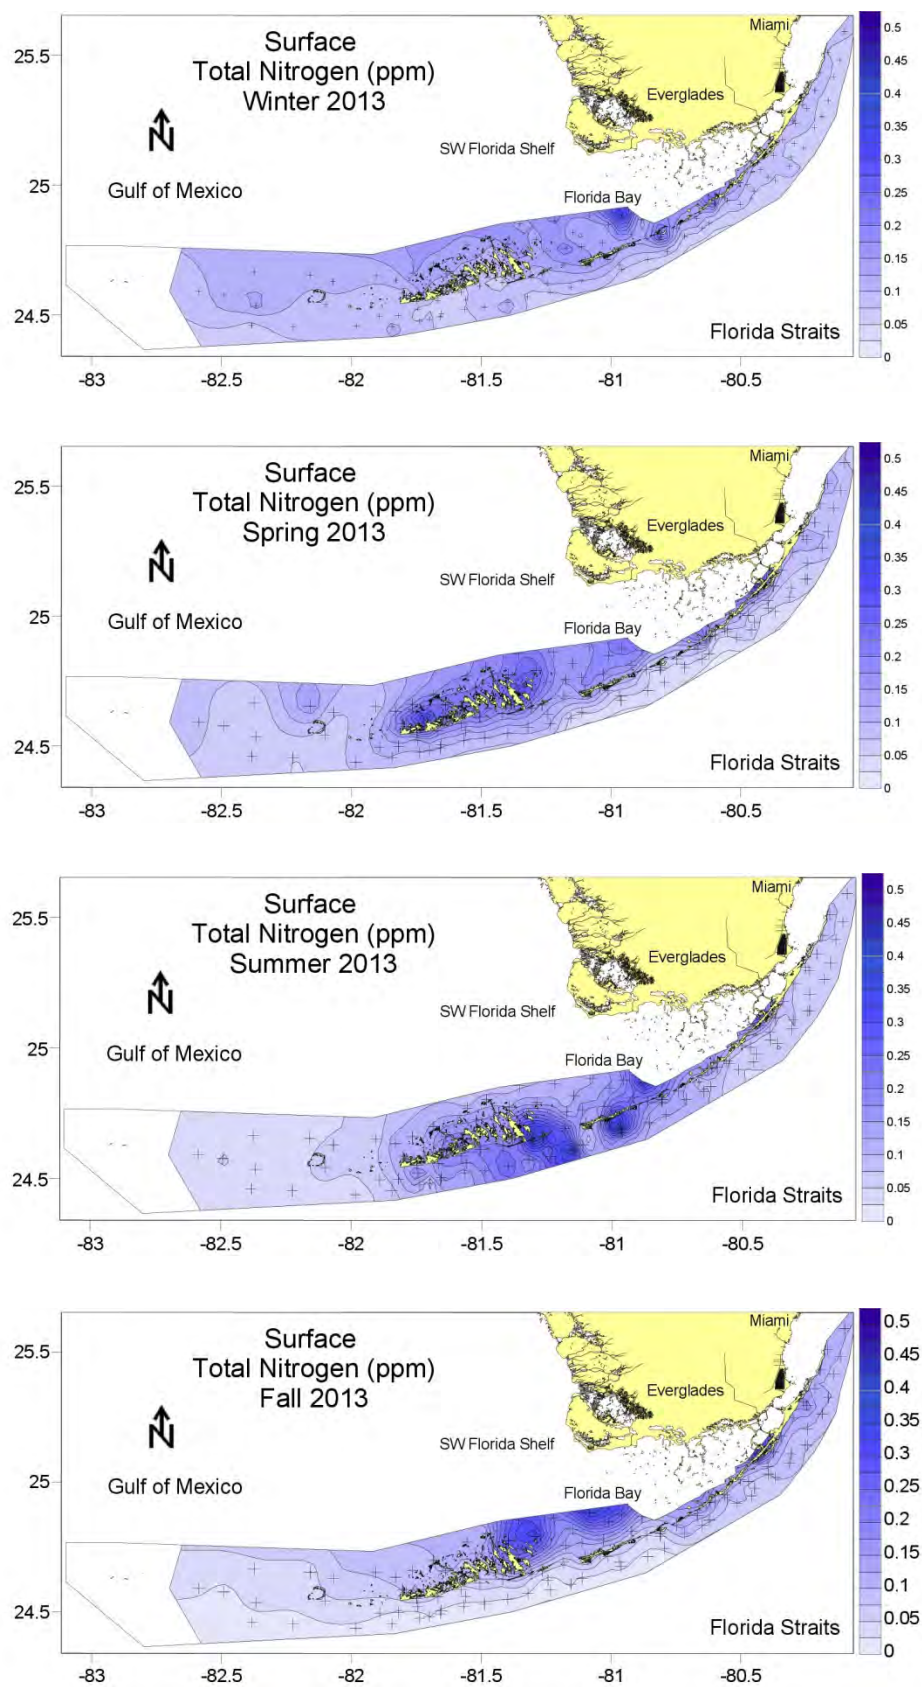 Surface
Total Nitrogen (ppm)
Winter 2013
Miami
Everglades
SW Florida Shelf
Florida Bay
N
Gulf of Mexico
Florida Straits
25.5
25
24.5
-83 -82.5 -82 -81.5 -81 -80.5
0.5
0.45
0.4
0.35
0.3
0.25
0.2
0.15
0.1
0.05
0
Surface
Total Nitrogen (ppm)
Spring 2013
Miami
Everglades
SW Florida Shelf
Florida Bay
N
Gulf of Mexico
Florida Straits
25.5
25
24.5
-83 -82.5 -82 -81.5 -81 -80.5
0.5
0.45
0.4
0.35
0.3
0.25
0.2
0.15
0.1
0.05
0
Surface
Total Nitrogen (ppm)
Summer 2013
Miami
Everglades
SW Florida Shelf
Florida Bay
N
Gulf of Mexico
Florida Straits
25.5
25
24.5
-83 -82.5 -82 -81.5 -81 -80.5
0.5
0.45
0.4
0.35
0.3
0.25
0.2
0.15
0.1
0.05
0
Surface
Total Nitrogen (ppm)
Fall 2013
Miami
Everglades
SW Florida Shelf
Florida Bay
N
Gulf of Mexico
Florida Straits
25.5
25
24.5
-83 -82.5 -82 -81.5 -81 -80.5
0.5
0.45
0.4
0.35
0.3
0.25
0.2
0.15
0.1
0.05
0